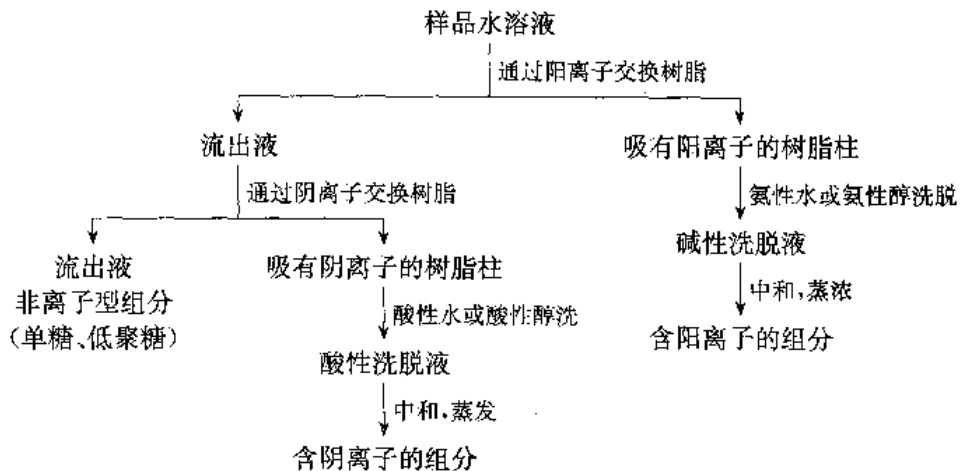 样品水溶液
通过阳离子交换树脂
流出液
吸有阳离子的树脂柱
通过阴离子交换树脂
氨性水或氨性醇洗脱
流出液
非离子型组分
(单糖、低聚糖)
吸有阴离子的树脂柱
碱性洗脱液
酸性水或酸性醇洗
中和,蒸浓
酸性洗脱液
含阳离子的组分
中和、蒸发
含阴离子的组分